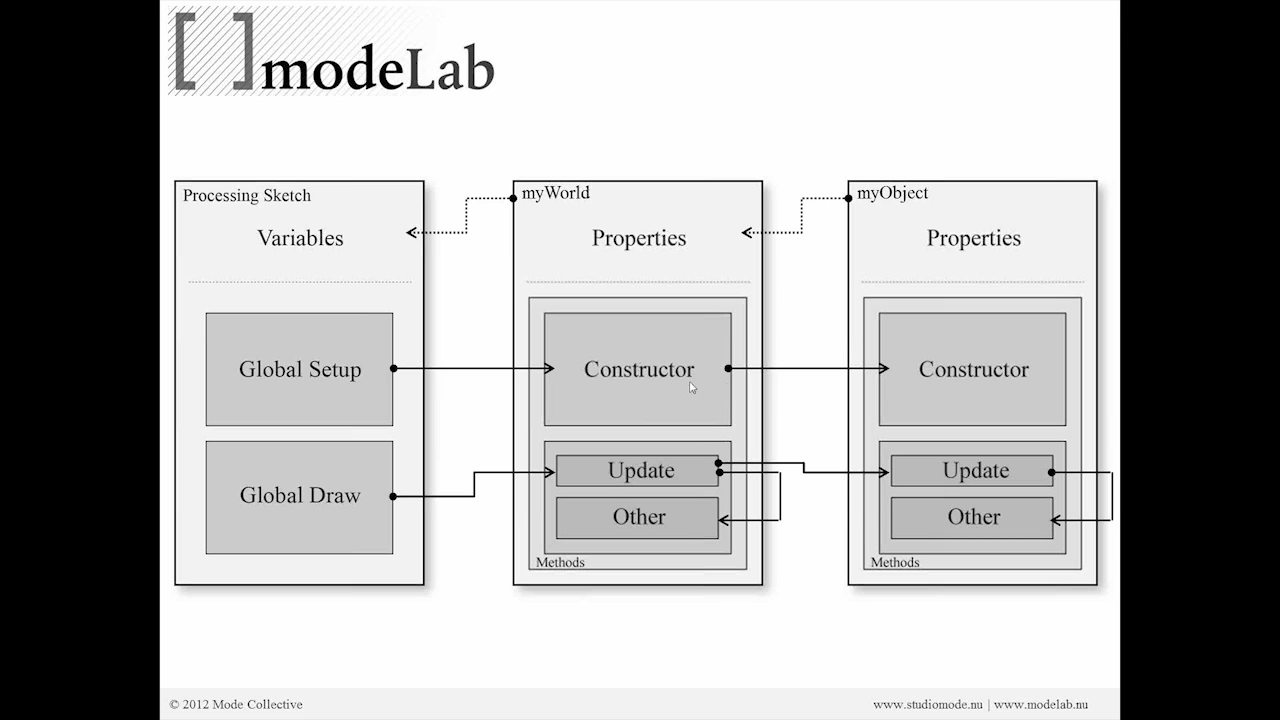 [ ] modeLab
Processing Sketch
Variables
Global Setup
Global Draw
myWorld
Properties
Constructor
Update
Other
Methods
myObject
Properties
Constructor
Update
Other
Methods
© 2012 Mode Collective
www.studiomode.nu | www.modelab.nu